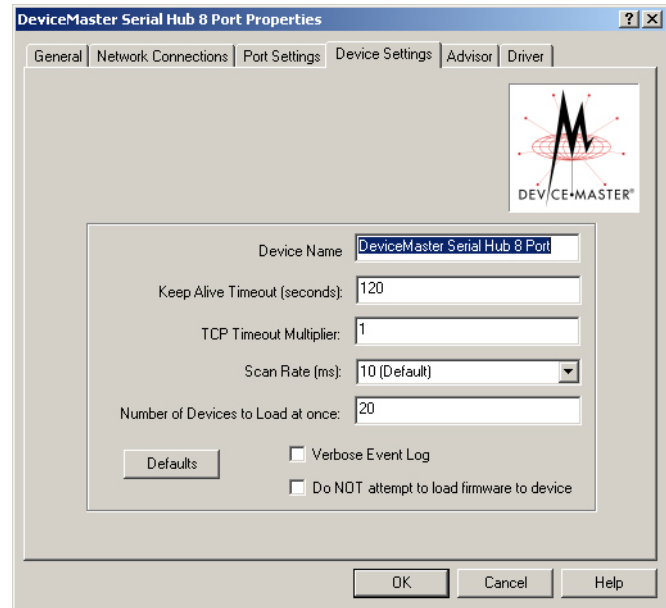 DeviceMaster Serial Hub 8 Port Properties
General Network Connections Port Settings Device Settings Advisor Driver
DEVICE•MASTER®
Device Name DeviceMaster Serial Hub 8 Port
Keep Alive Timeout (seconds): 120
TCP Timeout Multiplier: 1
Scan Rate (ms): 10 (Default)
Number of Devices to Load at once: 20
Defaults Verbose Event Log
Do NOT attempt to load firmware to device
OK Cancel Help